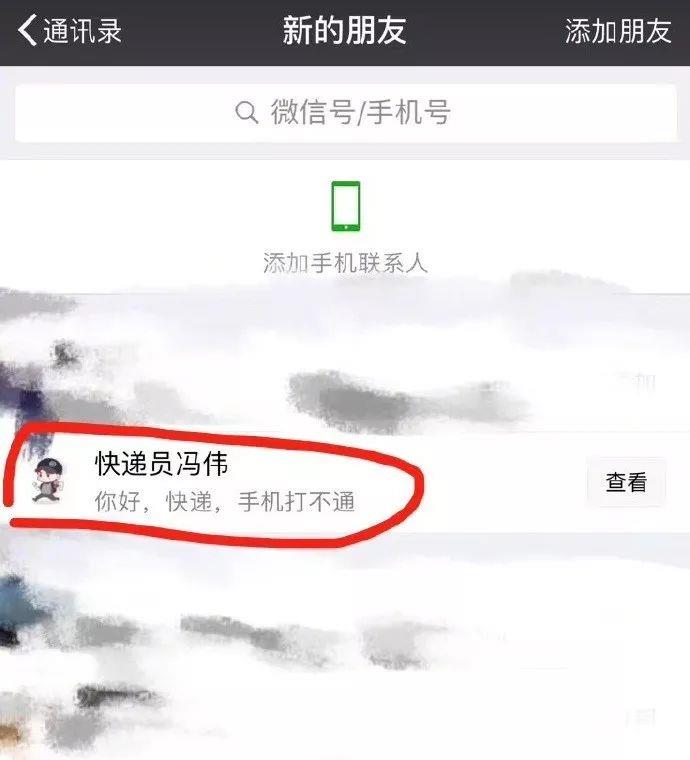 通讯录 新的朋友 添加朋友
微信号/手机号
添加手机联系人
快递员冯伟
你好，快递，手机打不通
查看